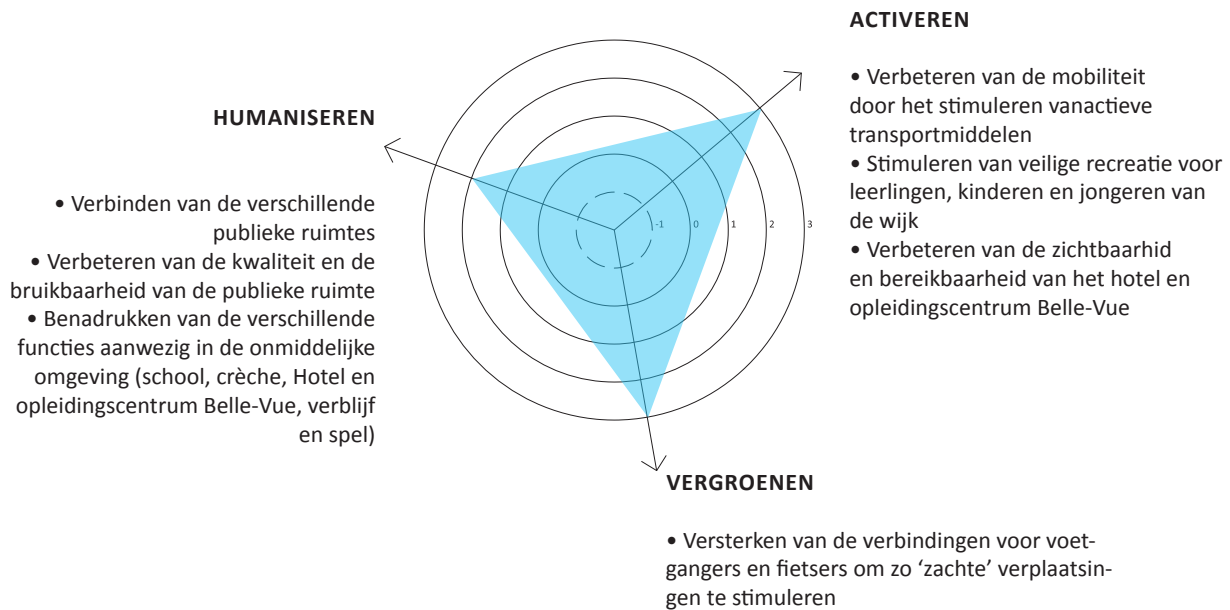 ACTIVEREN
• Verbeteren van de mobiliteit
door het stimuleren vanactieve
transportmiddelen
• Stimuleren van veilige recreatie voor
leerlingen, kinderen en jongeren van
de wijk
• Verbeteren van de zichtbaarhid
en bereikbaarheid van het hotel en
opleidingscentrum Belle-Vue
HUMANISEREN
• Verbinden van de verschillende
publieke ruimtes
• Verbeteren van de kwaliteit en de
bruikbaarheid van de publieke ruimte
• Benadrukken van de verschillende
functies aanwezig in de onmiddelijke
omgeving (school, crèche, Hotel en
opleidingscentrum Belle-Vue, verblijf
en spel)
-1 0 1 2 3
VERGROENEN
• Versterken van de verbindingen voor voet-
gangers en fietsers om zo ‘zachte’ verplaatsin-
gen te stimuleren